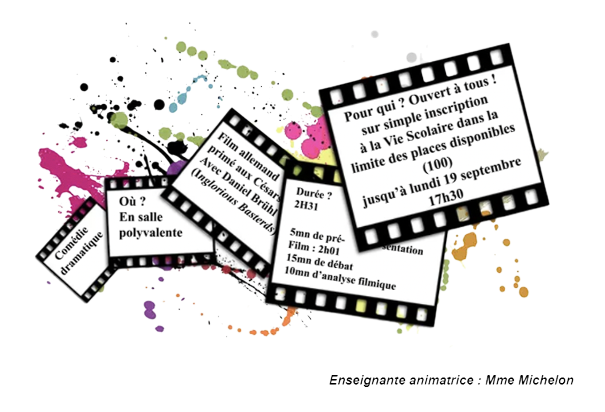 Comédie
dramatique
Où ?
En salle
polyvalente
Film allemand
primé aux César
Avec Daniel Brühl
(Inglorious Basterds)
Durée ?
2H31
5mn de pré-
sentation
Film : 2h01
15mn de débat
10mn d'analyse filmique
Pour qui ? Ouvert à tous !
sur simple inscription
à la Vie Scolaire dans la
limite des places disponibles
(100)
jusqu'à lundi 19 septembre
17h30
Enseignante animatrice : Mme Michelon